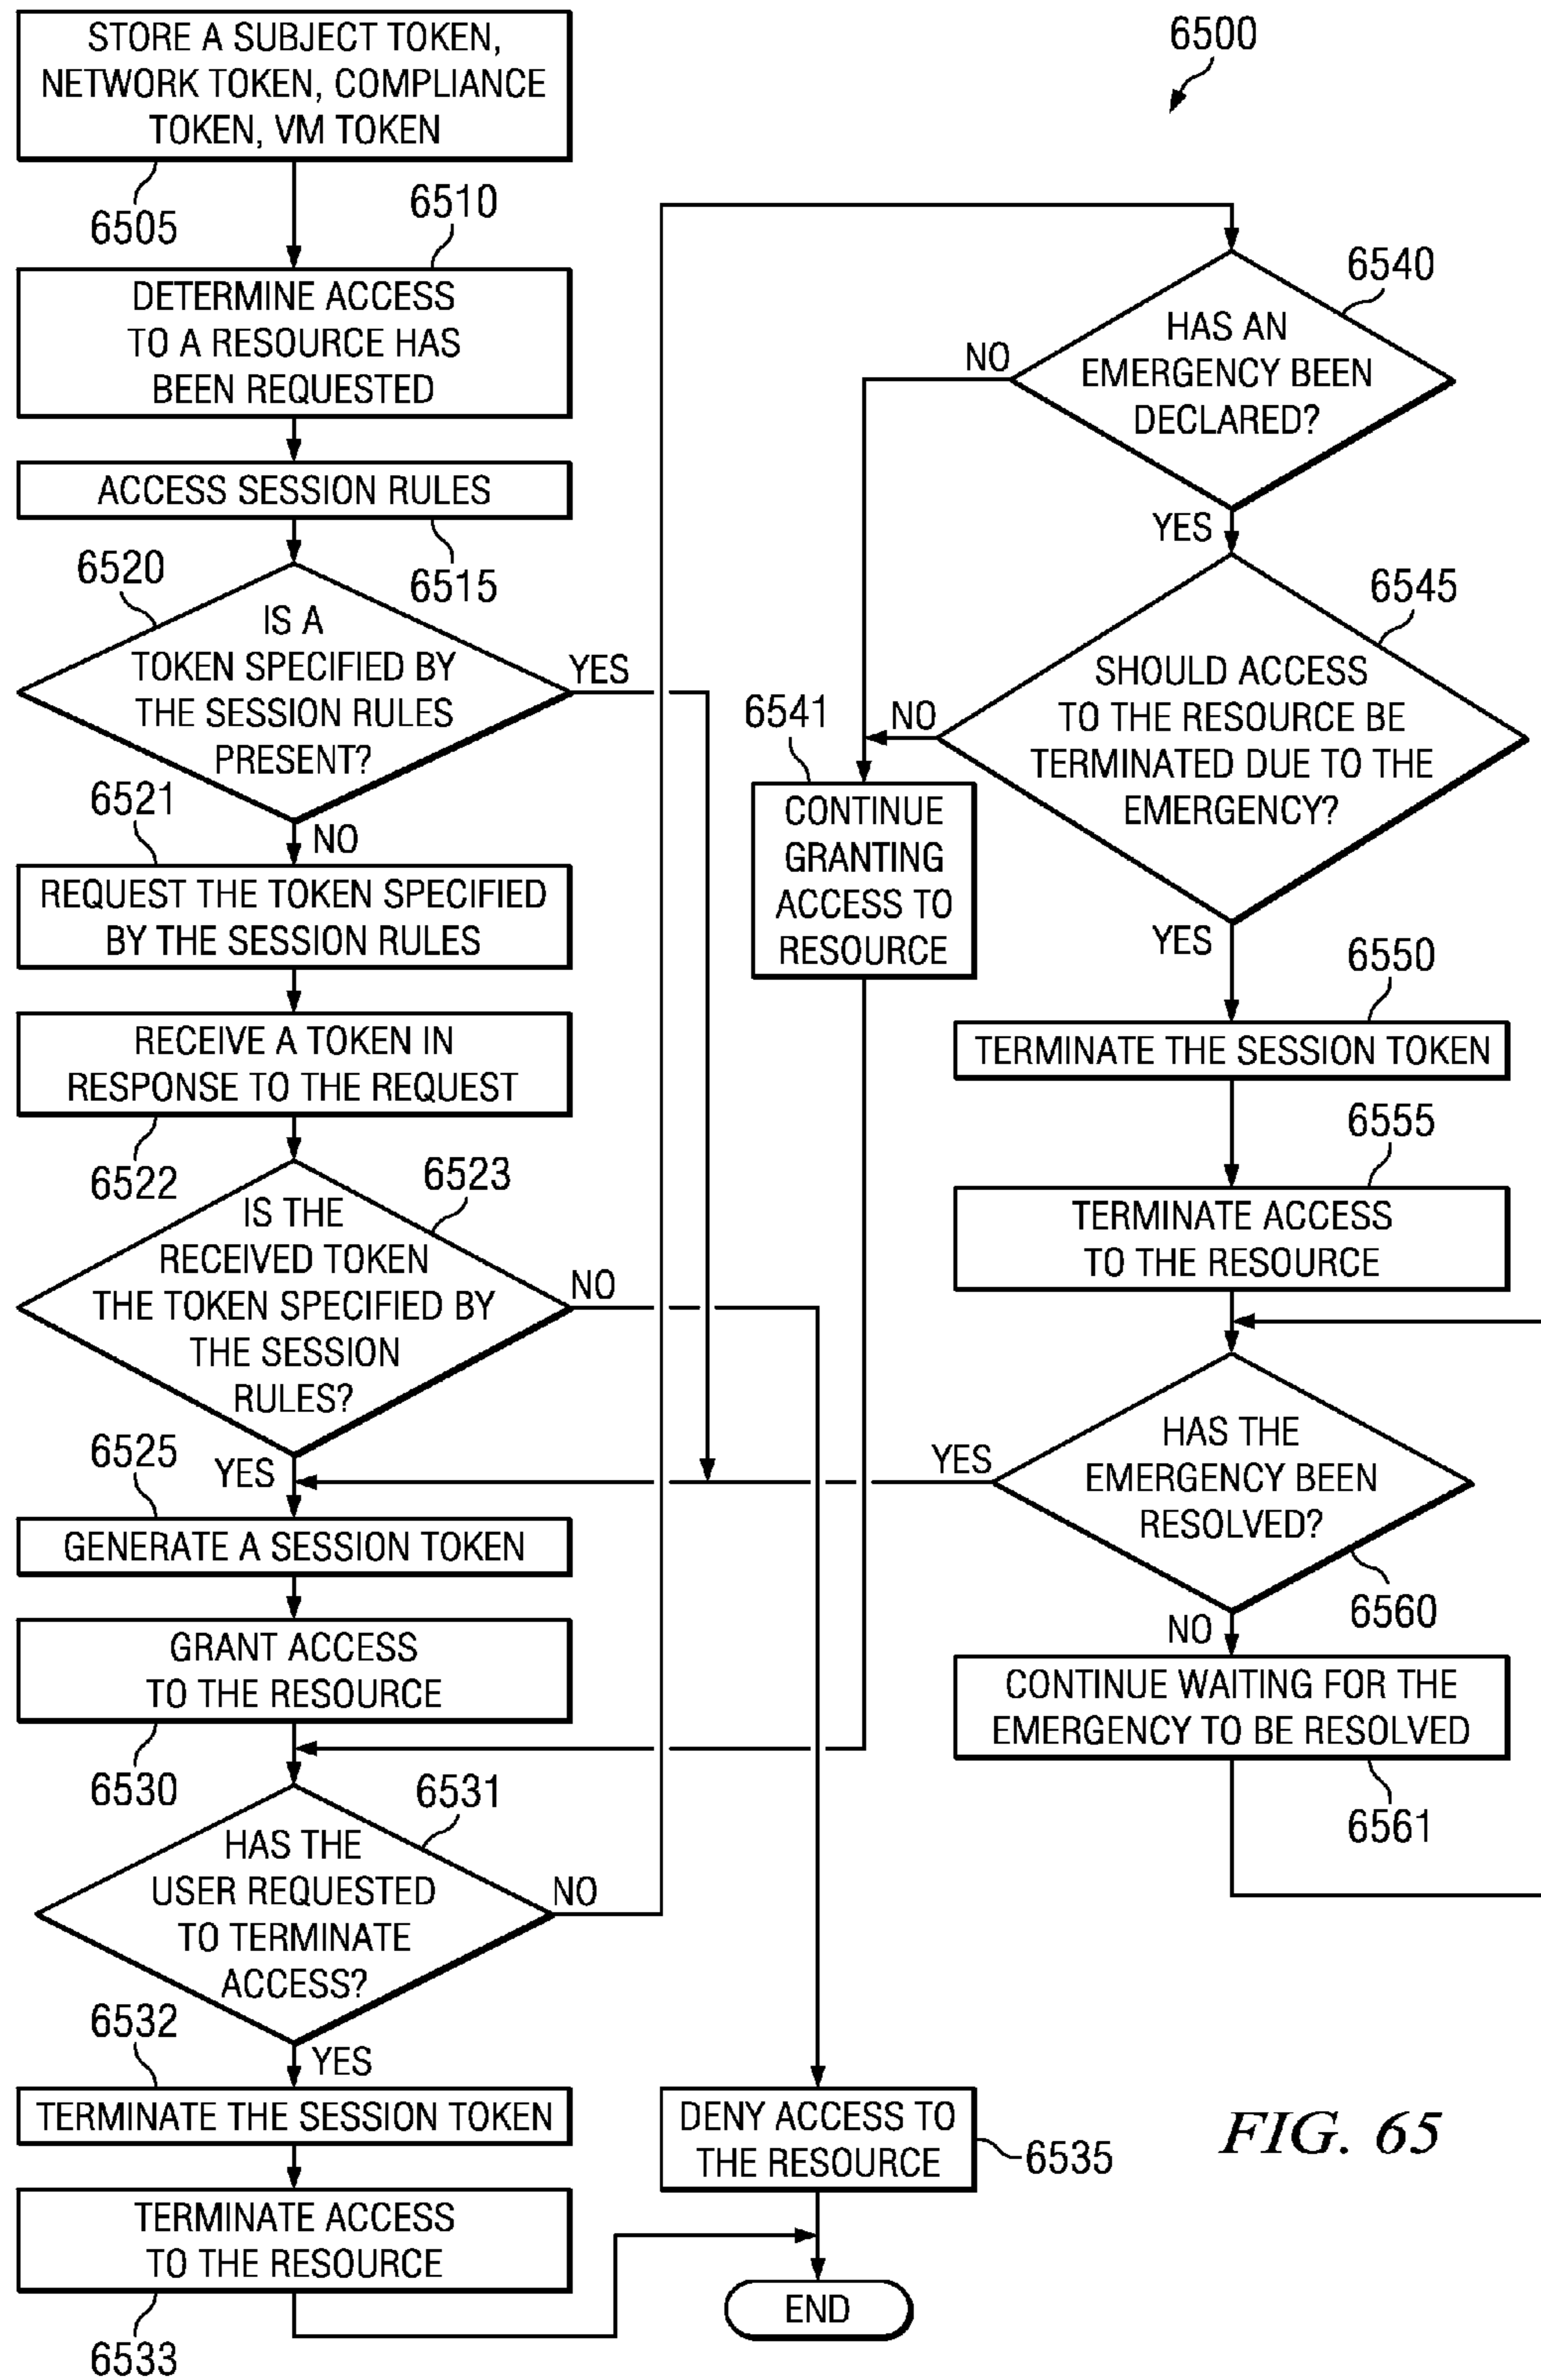 STORE A SUBJECT TOKEN,
NETWORK TOKEN, COMPLIANCE
TOKEN, VM TOKEN
6505
6510
DETERMINE ACCESS
TO A RESOURCE HAS
BEEN REQUESTED
ACCESS SESSION RULES
6515
6520
IS A
TOKEN SPECIFIED BY
THE SESSION RULES
PRESENT?
YES
NO
6521
REQUEST THE TOKEN SPECIFIED
BY THE SESSION RULES
RECEIVE A TOKEN IN
RESPONSE TO THE REQUEST
6522
6523
IS THE
RECEIVED TOKEN
THE TOKEN SPECIFIED BY
THE SESSION
RULES?
NO
YES
6525
GENERATE A SESSION TOKEN
GRANT ACCESS
TO THE RESOURCE
6530
6531
HAS THE
USER REQUESTED
TO TERMINATE
ACCESS?
NO
YES
6532
TERMINATE THE SESSION TOKEN
TERMINATE ACCESS
TO THE RESOURCE
6533
6500
6540
HAS AN
EMERGENCY BEEN
DECLARED?
NO
YES
6545
SHOULD ACCESS
TO THE RESOURCE BE
TERMINATED DUE TO THE
EMERGENCY?
NO
YES
6541
CONTINUE
GRANTING
ACCESS TO
RESOURCE
6550
TERMINATE THE SESSION TOKEN
6555
TERMINATE ACCESS
TO THE RESOURCE
HAS THE
EMERGENCY BEEN
RESOLVED?
YES
6560
NO
CONTINUE WAITING FOR THE
EMERGENCY TO BE RESOLVED
6561
DENY ACCESS TO
THE RESOURCE
6535
END
FIG. 65